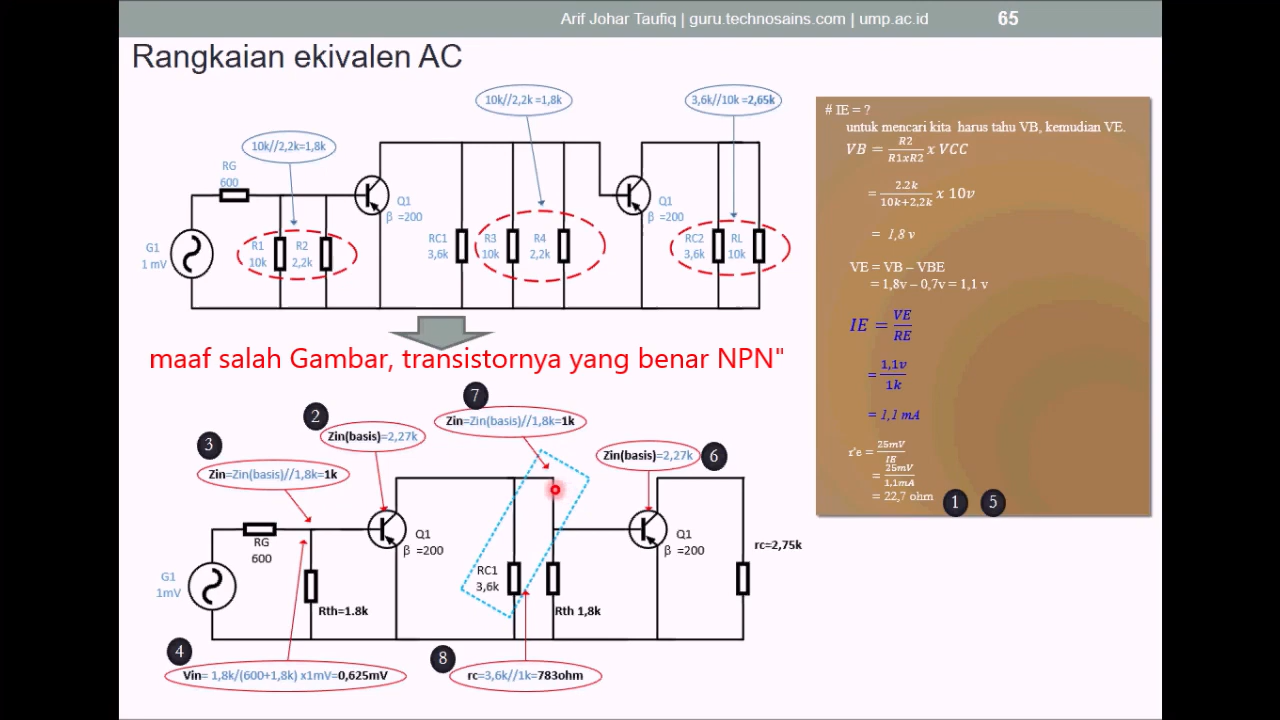 Arif Johar Taufiq | guru.technosains.com | ump.ac.id 65
Rangkaian ekivalen AC
10k//2,2k=1,8k
10k//2,2k =1,8k
3,6k//10k =2,65k
RG
600
G1
1 mV
R1
10k
R2
2,2k
Q1
β =200
RC1
3,6k
R3
10k
R4
2,2k
Q1
β =200
RC2
3,6k
RL
10k
maaf salah Gambar, transistornya yang benar NPN"
# IE = ?
untuk mencari kita harus tahu VB, kemudian VE.
VB = R2/R1xR2 x VCC
= 2.2k/10k+2,2k x 10v
= 1,8 v
VE = VB – VBE
= 1,8v – 0,7v = 1,1 v
IE = VE/RE
= 1,1v/1k
= 1,1 mA
r'e = 25mV/IE
= 25mV/1,1mA
= 22,7 ohm
1 5
2
Zin(basis)=2,27k
3
Zin=Zin(basis)//1,8k=1k
7
Zin=Zin(basis)//1,8k=1k
Zin(basis)=2,27k
6
RG
600
G1
1mV
Rth=1.8k
Q1
β =200
RC1
3,6k
Rth 1,8k
Q1
β =200
rc=2,75k
4
Vin= 1,8k/(600+1,8k) x1mV=0,625mV
8
rc=3,6k//1k=783ohm